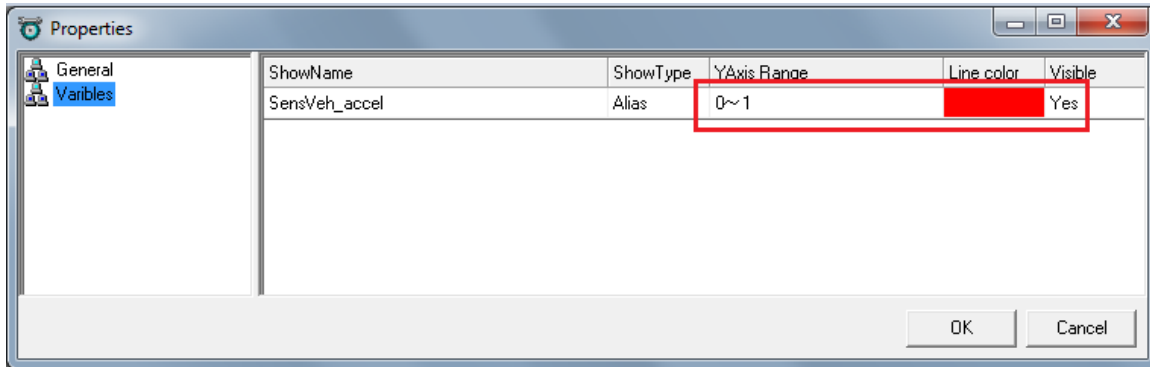 Properties
General
Varibles
ShowName ShowType YAxis Range Line color Visible
SensVeh_accel Alias 0~1 Yes
OK Cancel